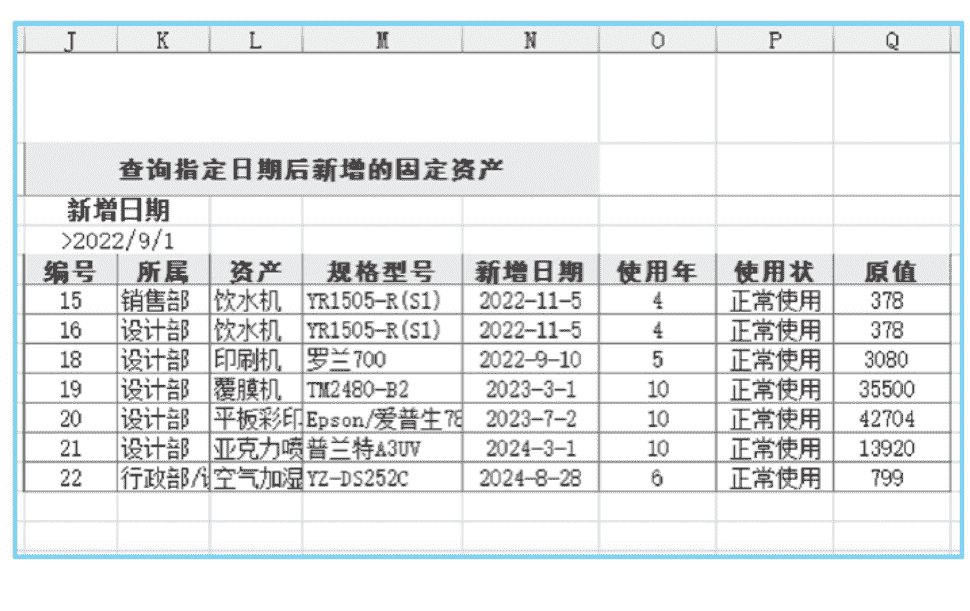 J K L M N O P Q
查询指定日期后新增的固定资产
新增日期
>2022/9/1
编号 所属 资产 规格型号 新增日期 使用年 使用状 原值
15 销售部 饮水机 YR1505-R(S1) 2022-11-5 4 正常使用 378
16 设计部 饮水机 YR1505-R(S1) 2022-11-5 4 正常使用 378
18 设计部 印刷机 罗兰700 2022-9-10 5 正常使用 3080
19 设计部 覆膜机 TM2480-B2 2023-3-1 10 正常使用 35500
20 设计部 平板彩印 Epson/爱普生78 2023-7-2 10 正常使用 42704
21 设计部 亚克力喷 普兰特A3UV 2024-3-1 10 正常使用 13920
22 行政部/ 空气加湿 YZ-DS252C 2024-8-28 6 正常使用 799